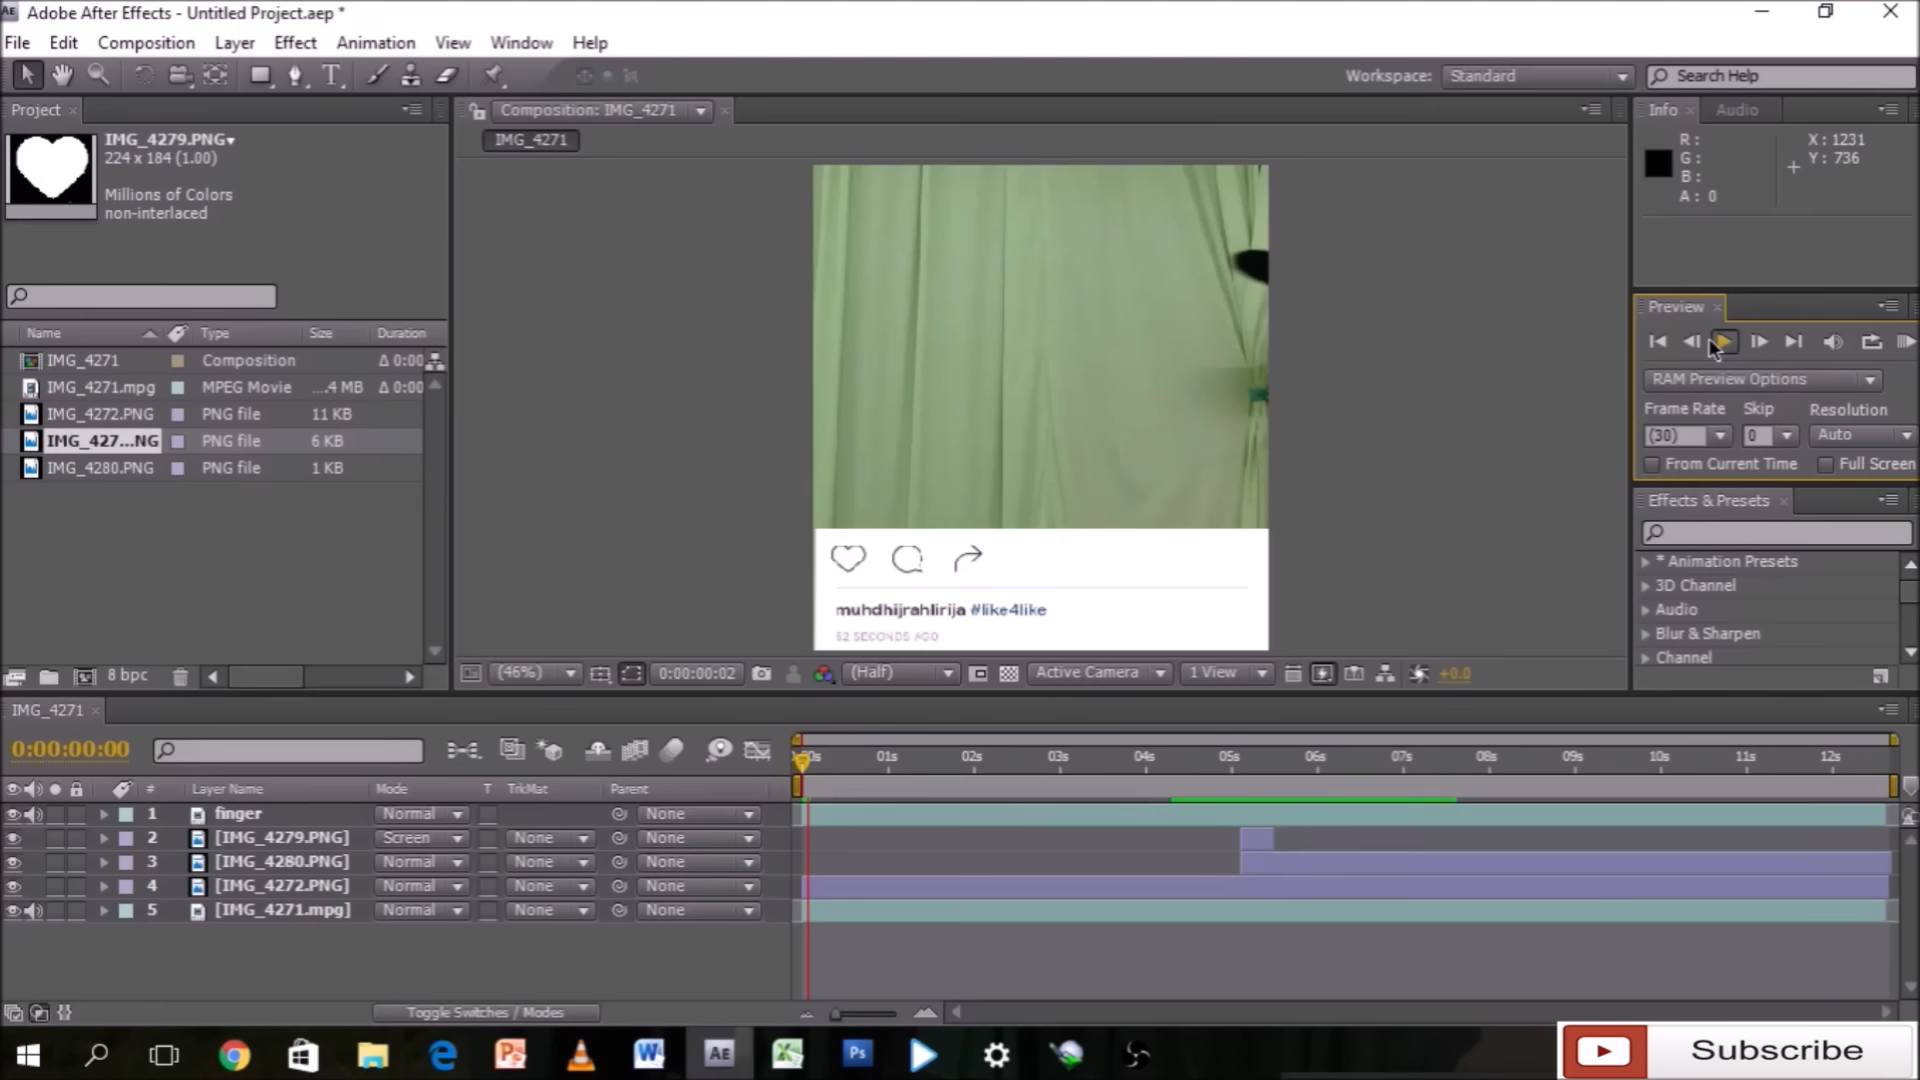 Adobe After Effects - Untitled Project.aep *
File Edit Composition Layer Effect Animation View Window Help
Workspace: Standard Search Help
Project
IMG_4279.PNG▾
224 x 184 (1.00)
Millions of Colors
non-interlaced
Name Type Size Duration
IMG_4271 Composition Δ 0:00
IMG_4271.mpg MPEG Movie ....4 MB Δ 0:00
IMG_4272.PNG PNG file 11 KB
IMG_427...NG PNG file 6 KB
IMG_4280.PNG PNG file 1 KB
8 bpc
Composition: IMG_4271
IMG_4271
muhdhijrahlirija #like4like
52 SECONDS AGO
(46%) 0:00:00:02 (Half) Active Camera 1 View +0.0
Info Audio
R: X: 1231
G: Y: 736
B:
A: 0
Preview
RAM Preview Options
Frame Rate Skip Resolution
(30) 0 Auto
From Current Time Full Screen
Effects & Presets
* Animation Presets
3D Channel
Audio
Blur & Sharpen
Channel
IMG_4271
0:00:00:00
01s 02s 03s 04s 05s 06s 07s 08s 09s 10s 11s 12s
# Layer Name Mode T TrkMat Parent
1 finger Normal None
2 [IMG_4279.PNG] Screen None None
3 [IMG_4280.PNG] Normal None None
4 [IMG_4272.PNG] Normal None None
5 [IMG_4271.mpg] Normal None None
Toggle Switches / Modes
Subscribe